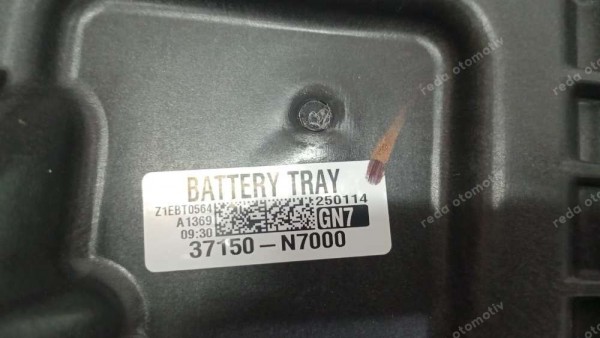 BATTERY TRAY
Z1EBT0564 250114
A1369 GN7
09:30
37150-N7000
reda otomotiv
reda otomotiv
reda otomotiv
reda otomotiv